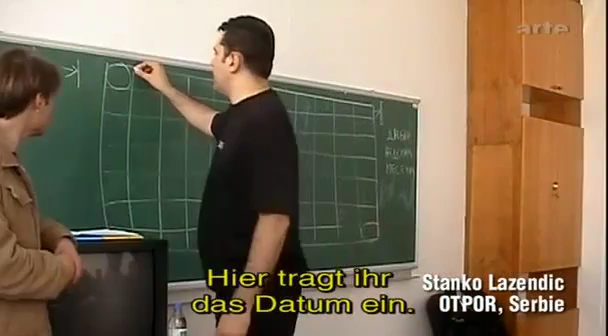 arte
Hier tragt ihr
das Datum ein.
Stanko Lazendic
OTPOR, Serbie